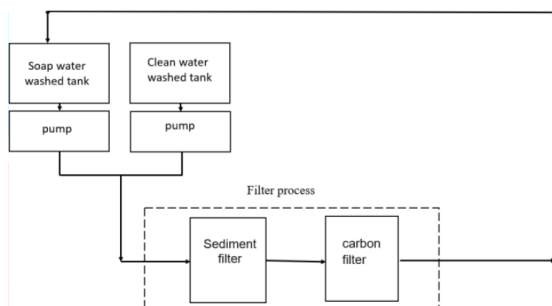 Soap water
washed tank
Clean water
washed tank
pump
pump
Filter process
Sediment
filter
carbon
filter